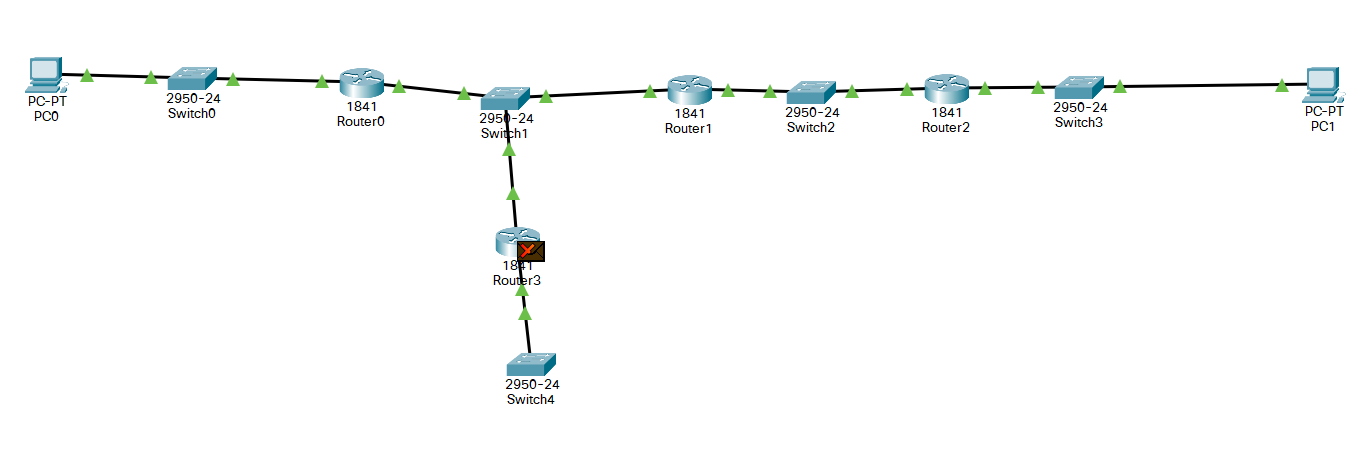 PC-PT
PC0
2950-24
Switch0
1841
Router0
2950-24
Switch1
1841
Router1
2950-24
Switch2
1841
Router2
2950-24
Switch3
PC-PT
PC1
1841
Router3
2950-24
Switch4